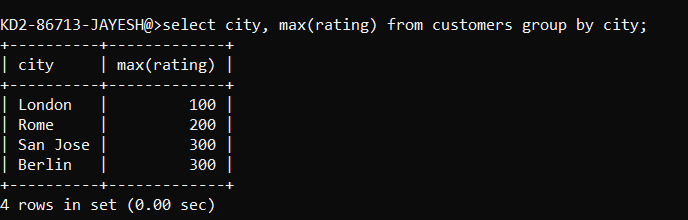 KD2-86713-JAYESH@>select city, max(rating) from customers group by city;
+----------+-------------+
| city     | max(rating) |
+----------+-------------+
| London   |         100 |
| Rome     |         200 |
| San Jose |         300 |
| Berlin   |         300 |
+----------+-------------+
4 rows in set (0.00 sec)